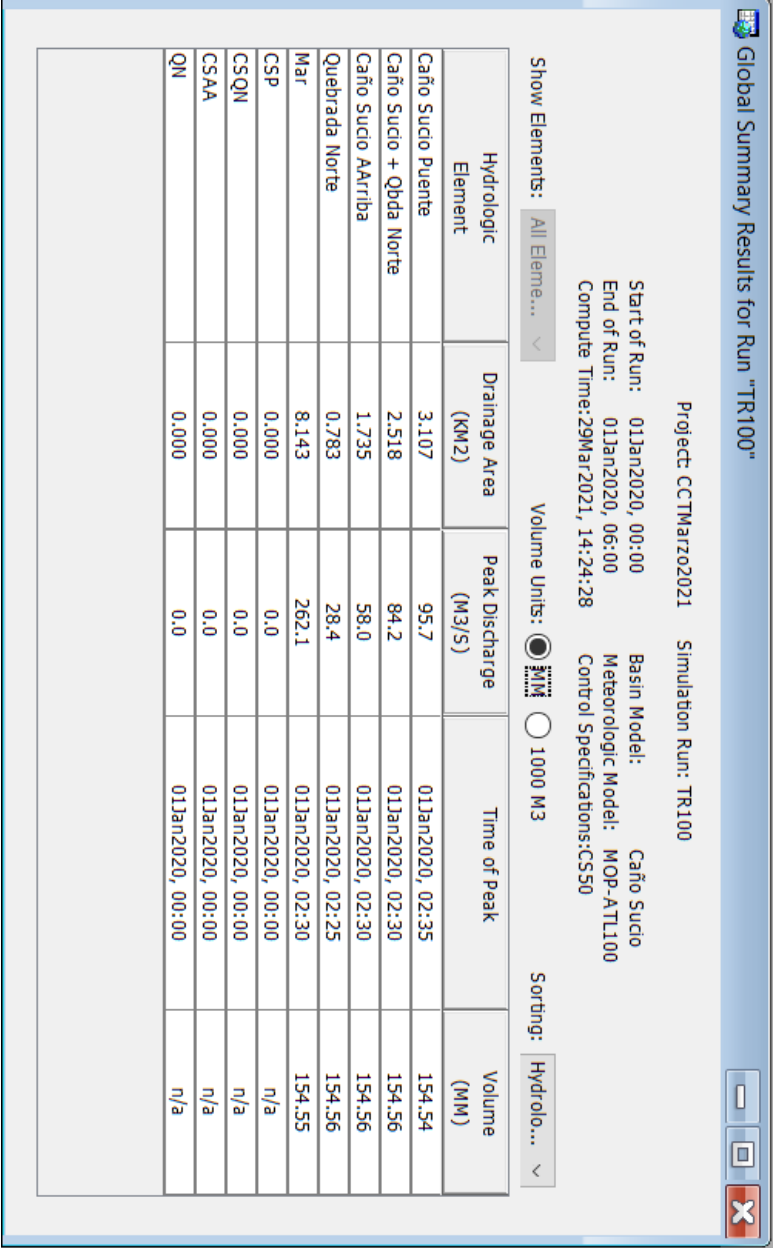 Global Summary Results for Run "TR100"
Project: CCTMarzo2021 Simulation Run: TR100
Start of Run: 01Jan2020, 00:00 Basin Model: Caño Sucio
End of Run: 01Jan2020, 06:00 Meteorologic Model: MOP-ATL100
Compute Time:29Mar2021, 14:24:28 Control Specifications:CS50
Show Elements: All Eleme... Volume Units: MM 1000 M3 Sorting: Hydrolo...
Hydrologic Drainage Area Peak Discharge Time of Peak Volume
Element (KM2) (M3/S) (MM)
Caño Sucio Puente 3.107 95.7 01Jan2020, 02:35 154.54
Caño Sucio + Qbda Norte 2.518 84.2 01Jan2020, 02:30 154.56
Caño Sucio AArriba 1.735 58.0 01Jan2020, 02:30 154.56
Quebrada Norte 0.783 28.4 01Jan2020, 02:25 154.56
Mar 8.143 262.1 01Jan2020, 02:30 154.55
CSP 0.000 0.0 01Jan2020, 00:00 n/a
CSQN 0.000 0.0 01Jan2020, 00:00 n/a
CSAA 0.000 0.0 01Jan2020, 00:00 n/a
QN 0.000 0.0 01Jan2020, 00:00 n/a